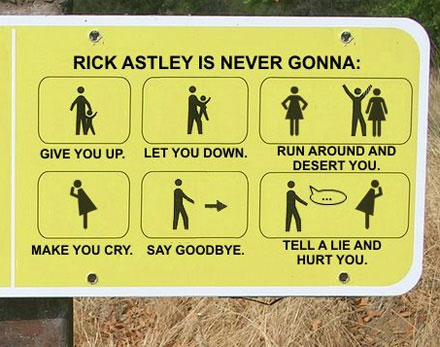 RICK ASTLEY IS NEVER GONNA:
GIVE YOU UP.
LET YOU DOWN.
RUN AROUND AND
DESERT YOU.
MAKE YOU CRY.
SAY GOODBYE.
...
TELL A LIE AND
HURT YOU.